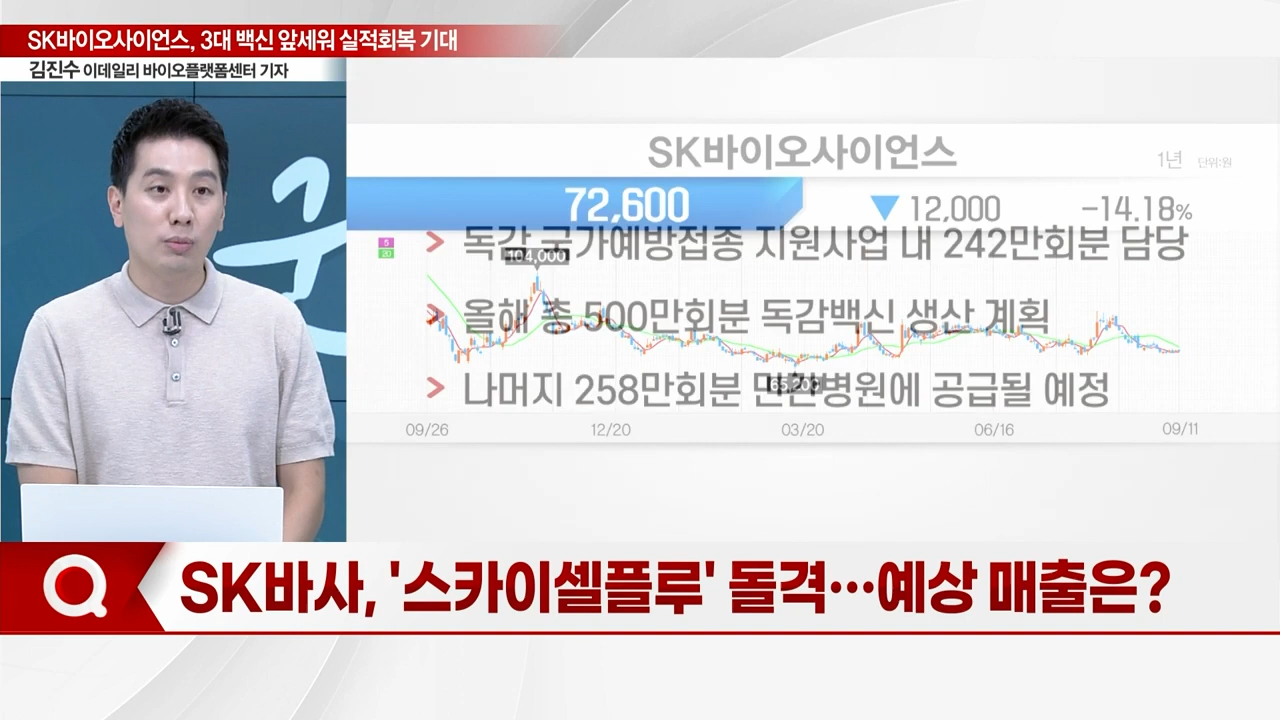 SK바이오사이언스, 3대 백신 앞세워 실적회복 기대
김진수 이데일리 바이오플랫폼센터 기자
SK바이오사이언스
1년 단위:원
72,600 ▼ 12,000 -14.18%
5
20
> 독감 국가예방접종 지원사업 내 242만회분 담당
104,000
> 올해 총 500만회분 독감백신 생산 계획
65,200
> 나머지 258만회분 민간병원에 공급될 예정
09/26 12/20 03/20 06/16 09/11
Q SK바사, '스카이셀플루' 돌격…예상 매출은?